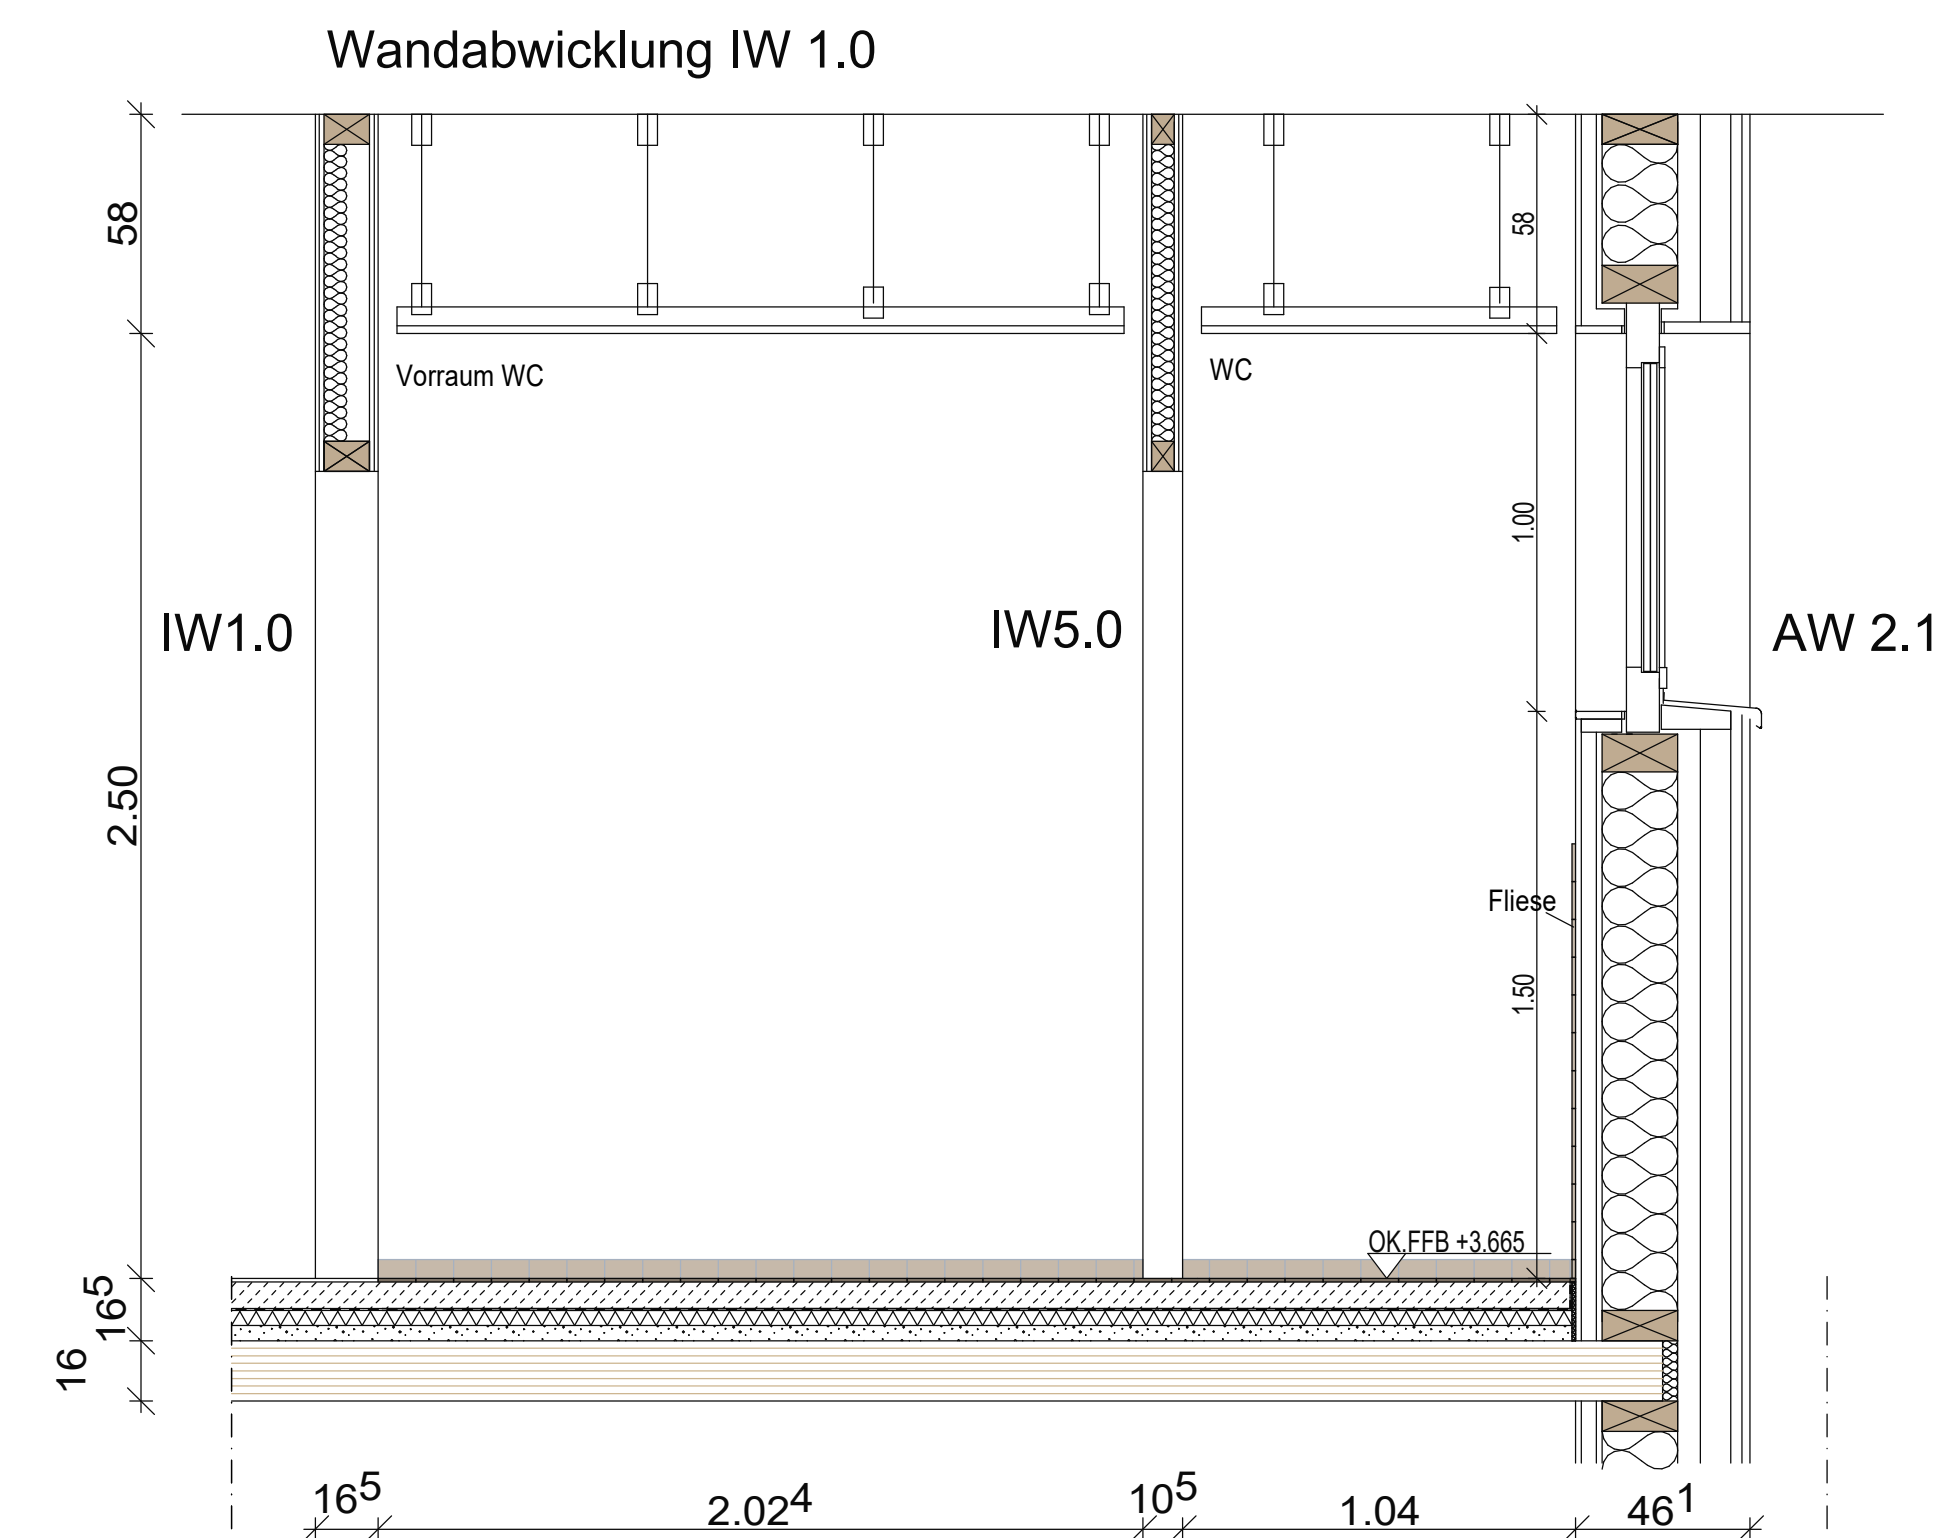 Wandabwicklung IW 1.0
58
58
Vorraum WC
WC
1.00
IW1.0
IW5.0
AW 2.1
2.50
Fliese
1.50
OK.FFB +3.665
16⁵
16
16⁵
2.02⁴
10⁵
1.04
46¹